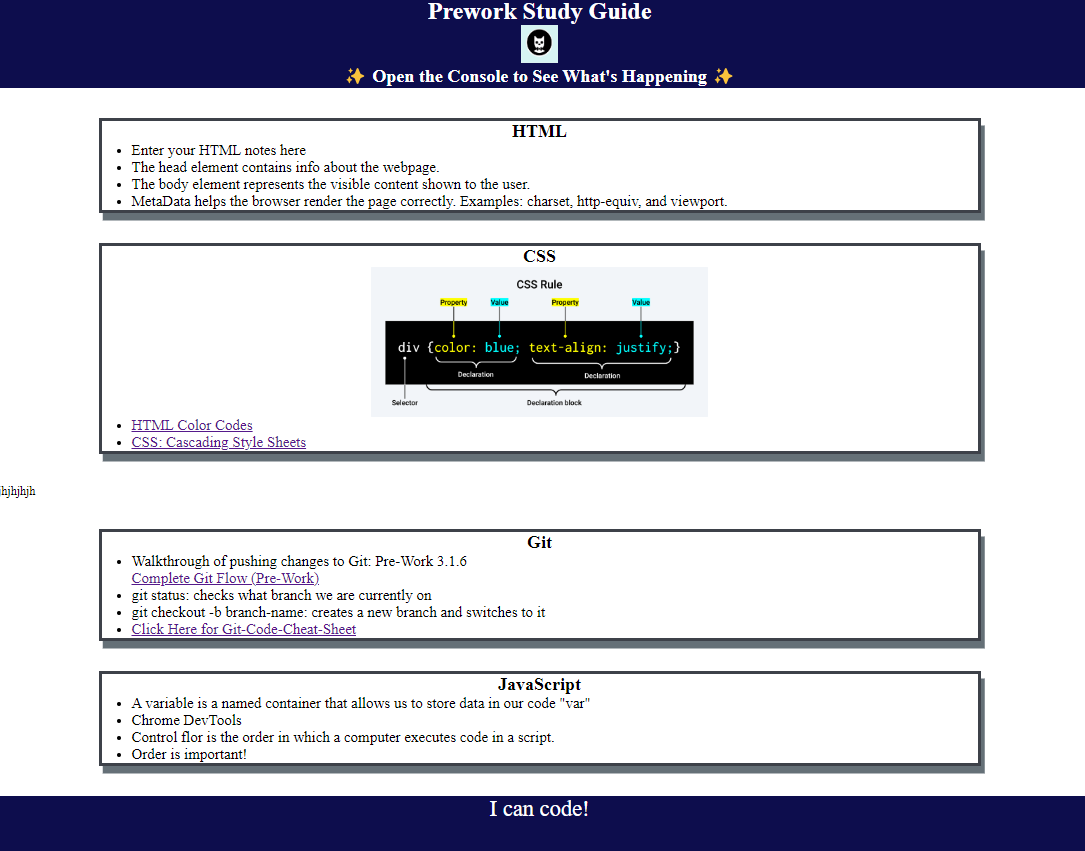 Prework Study Guide
✨ Open the Console to See What's Happening ✨
HTML
Enter your HTML notes here
The head element contains info about the webpage.
The body element represents the visible content shown to the user.
MetaData helps the browser render the page correctly. Examples: charset, http-equiv, and viewport.
CSS
CSS Rule
Property Value Property Value
div {color: blue; text-align: justify;}
Declaration Declaration
Selector Declaration block
HTML Color Codes
CSS: Cascading Style Sheets
jhjhjhjh
Git
Walkthrough of pushing changes to Git: Pre-Work 3.1.6
Complete Git Flow (Pre-Work)
git status: checks what branch we are currently on
git checkout -b branch-name: creates a new branch and switches to it
Click Here for Git-Code-Cheat-Sheet
JavaScript
A variable is a named container that allows us to store data in our code "var"
Chrome DevTools
Control flor is the order in which a computer executes code in a script.
Order is important!
I can code!